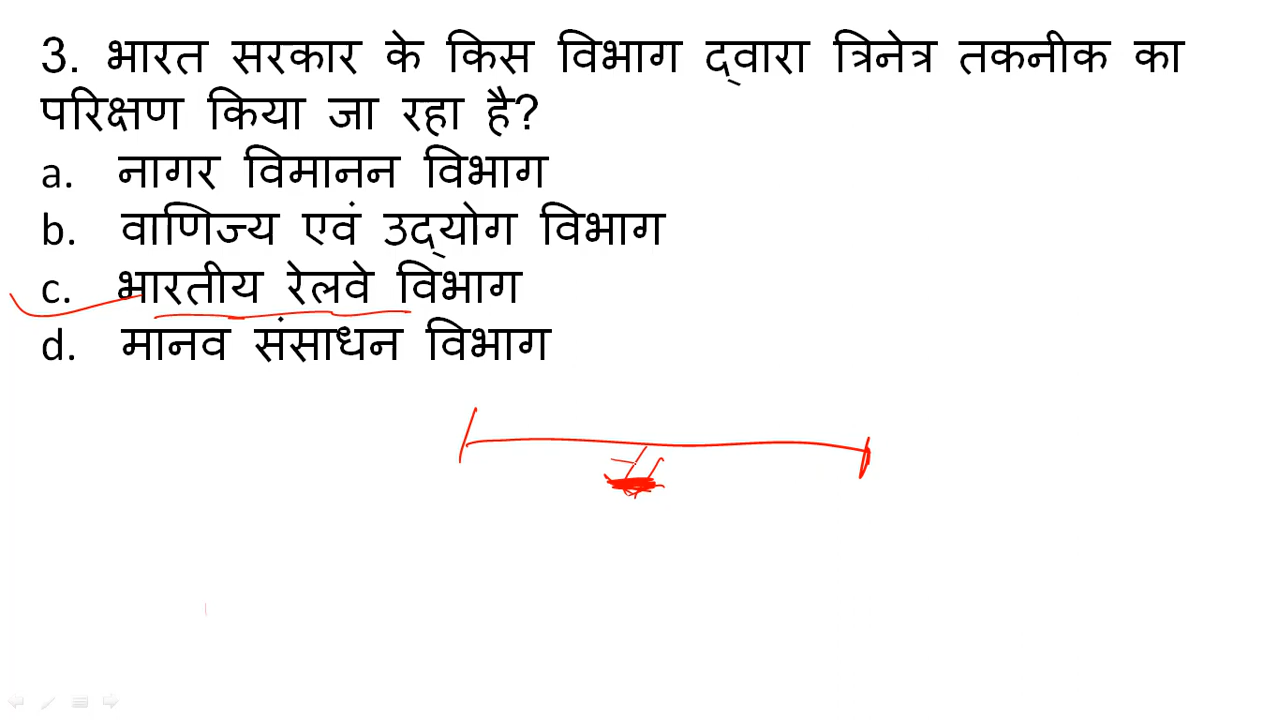 3. भारत सरकार के किस विभाग द्वारा त्रिनेत्र तकनीक का
परिक्षण किया जा रहा है?
a. नागर विमानन विभाग
b. वाणिज्य एवं उद्योग विभाग
c. भारतीय रेलवे विभाग
d. मानव संसाधन विभाग